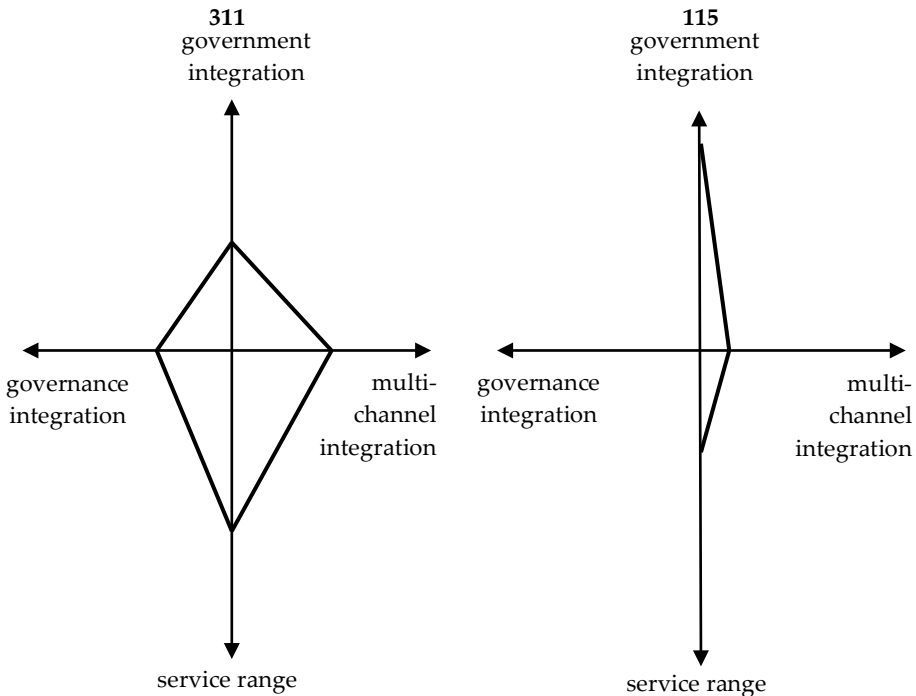 311
government
integration
governance
integration
multi-
channel
integration
service range
115
government
integration
governance
integration
multi-
channel
integration
service range